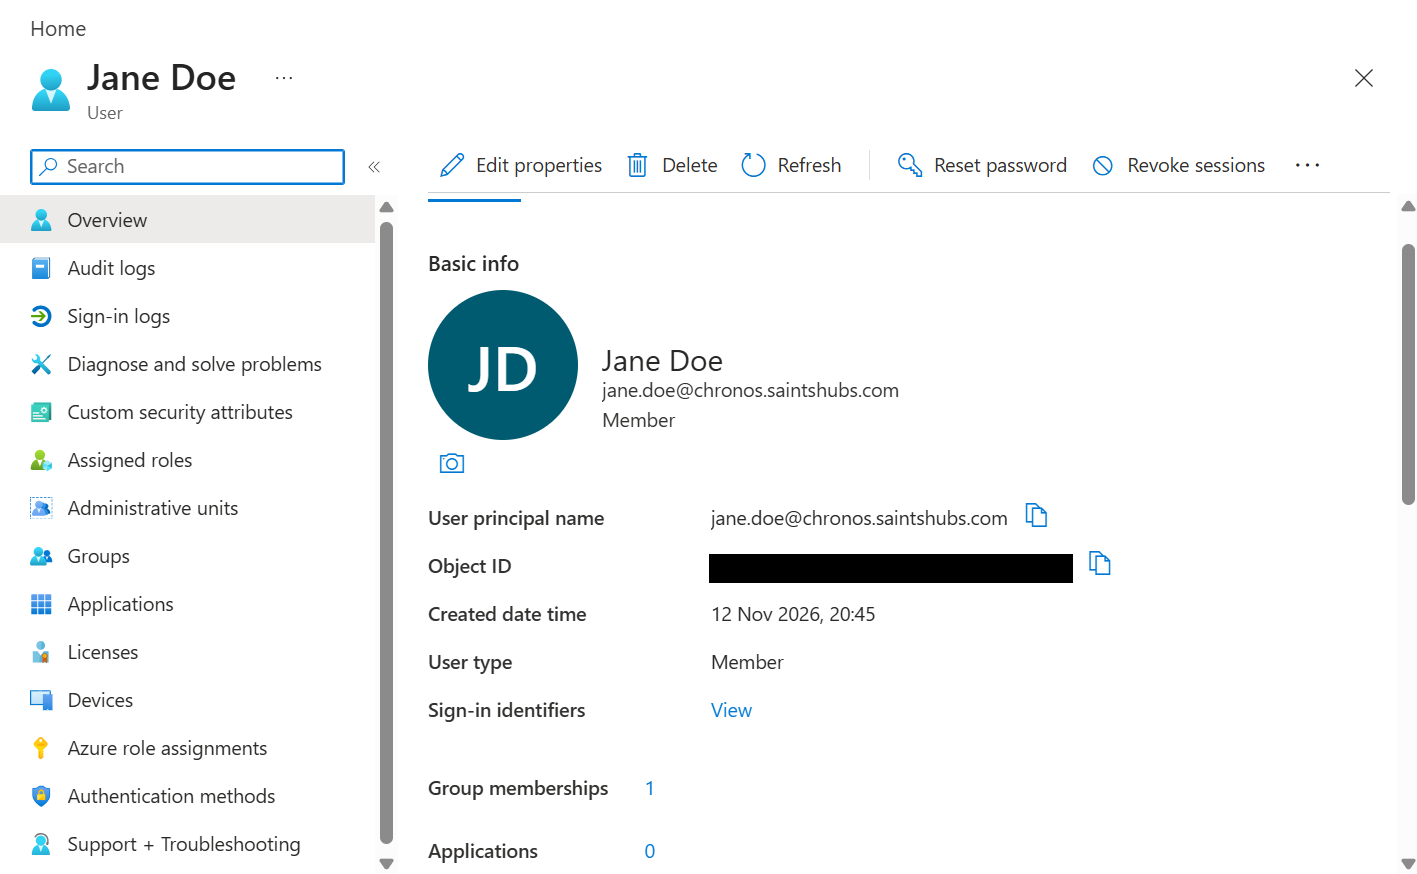 Home
Jane Doe ...
User
Search «
Overview
Audit logs
Sign-in logs
Diagnose and solve problems
Custom security attributes
Assigned roles
Administrative units
Groups
Applications
Licenses
Devices
Azure role assignments
Authentication methods
Support + Troubleshooting
Edit properties Delete Refresh Reset password Revoke sessions ...
Basic info
JD
Jane Doe
jane.doe@chronos.saintshubs.com
Member
User principal name jane.doe@chronos.saintshubs.com
Object ID
Created date time 12 Nov 2026, 20:45
User type Member
Sign-in identifiers View
Group memberships 1
Applications 0